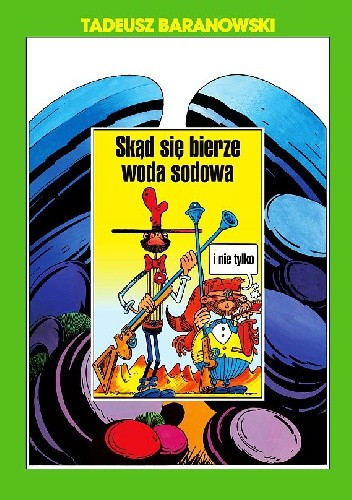 TADEUSZ BARANOWSKI
Skąd się bierze
woda sodowa
i nie tylko